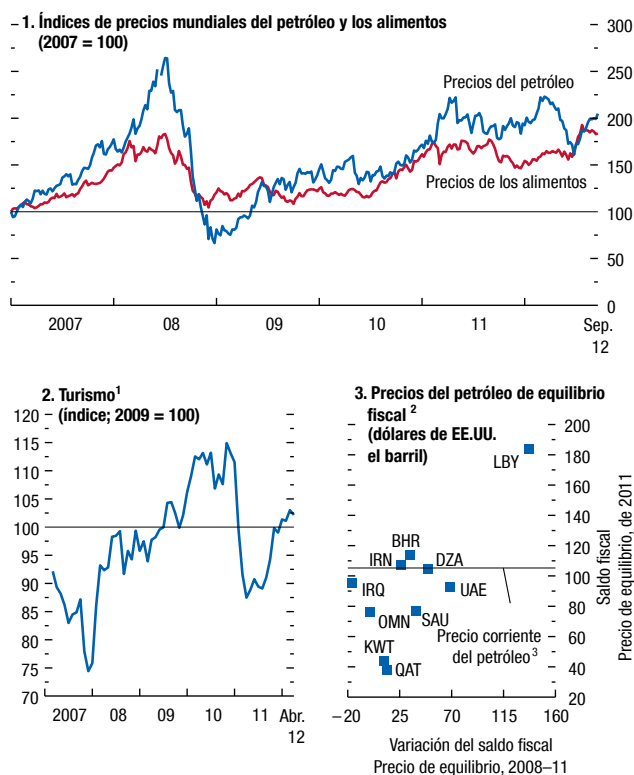 1. Índices de precios mundiales del petróleo y los alimentos
(2007 = 100)
300
250
200
150
100
50
0
Precios del petróleo
Precios de los alimentos
2007
08
09
10
11
Sep.
12
2. Turismo¹
(índice; 2009 = 100)
120
115
110
105
100
95
90
85
80
75
70
2007
08
09
10
11
Abr.
12
3. Precios del petróleo de equilibrio
fiscal ²
(dólares de EE.UU.
el barril)
200
180
160
140
120
100
80
60
40
20
LBY
BHR
IRN
DZA
IRQ
UAE
OMN
SAU
KWT
QAT
Precio corriente
del petróleo³
Saldo fiscal
Precio de equilibrio, de 2011
–20
25
70
115
160
Variación del saldo fiscal
Precio de equilibrio, 2008–11